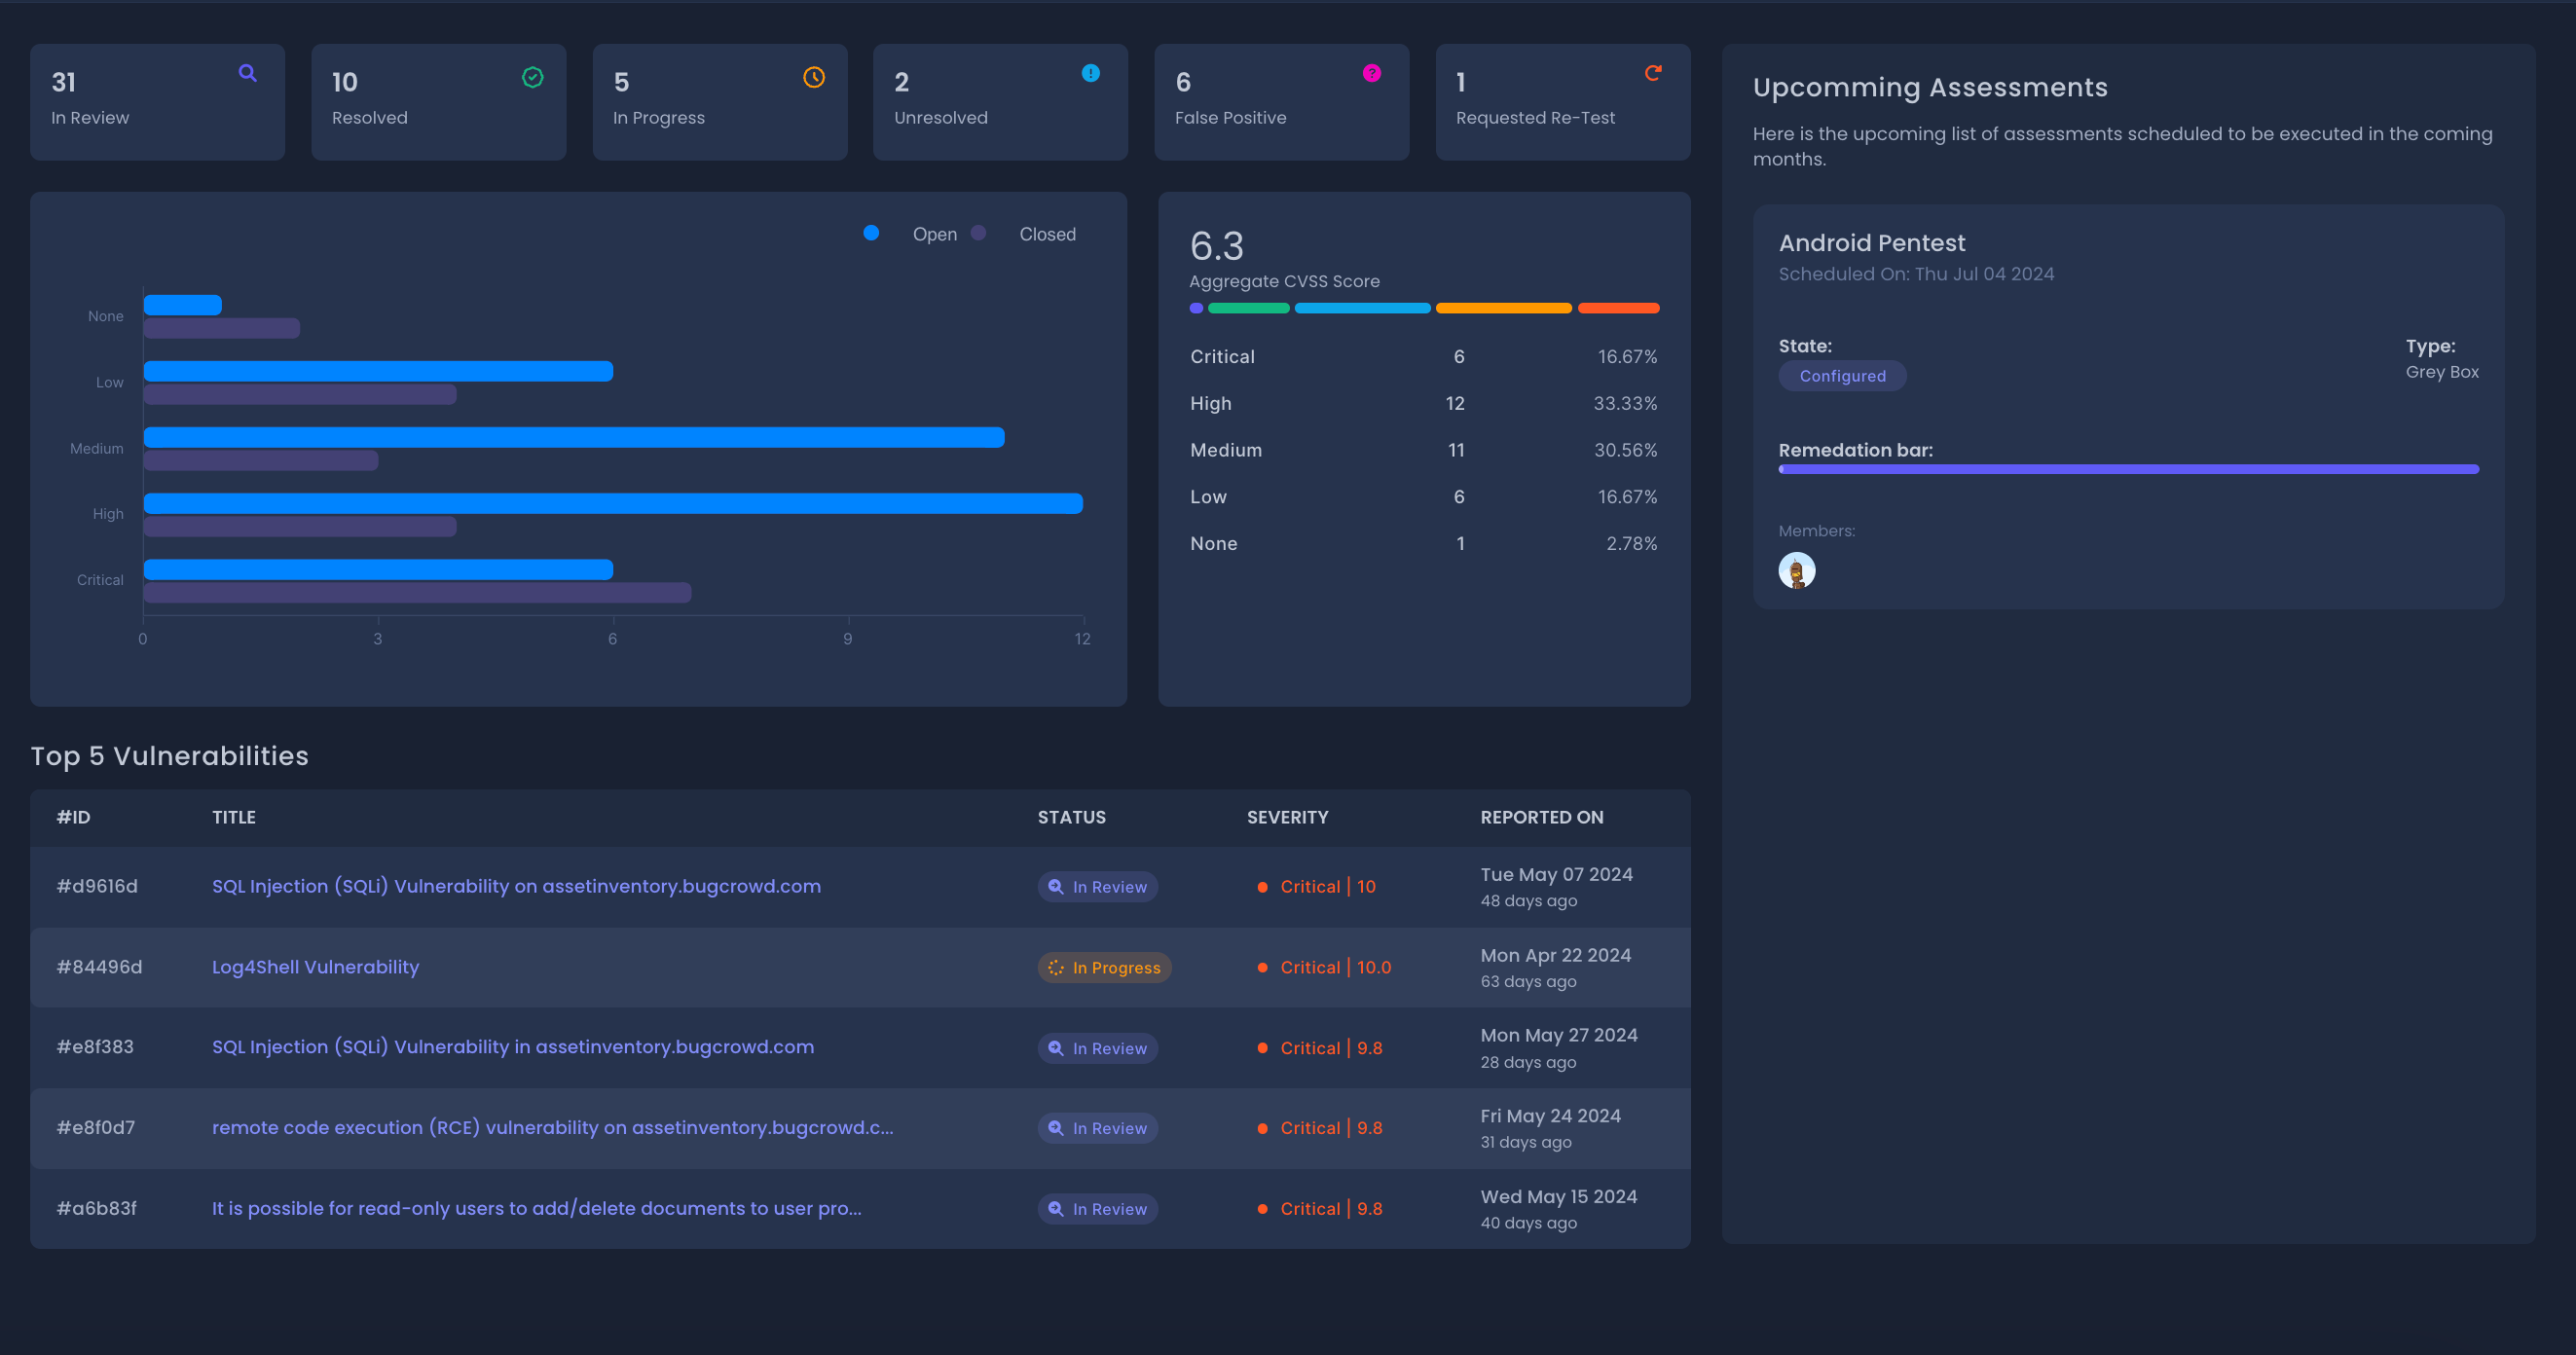 31
In Review
10
Resolved
5
In Progress
2
Unresolved
6
False Positive
1
Requested Re-Test
Open
Closed
None
Low
Medium
High
Critical
0 3 6 9 12
6.3
Aggregate CVSS Score
Critical 6 16.67%
High 12 33.33%
Medium 11 30.56%
Low 6 16.67%
None 1 2.78%
Top 5 Vulnerabilities
#ID TITLE STATUS SEVERITY REPORTED ON
#d9616d SQL Injection (SQLi) Vulnerability on assetinventory.bugcrowd.com In Review Critical | 10 Tue May 07 2024
48 days ago
#84496d Log4Shell Vulnerability In Progress Critical | 10.0 Mon Apr 22 2024
63 days ago
#e8f383 SQL Injection (SQLi) Vulnerability in assetinventory.bugcrowd.com In Review Critical | 9.8 Mon May 27 2024
28 days ago
#e8f0d7 remote code execution (RCE) vulnerability on assetinventory.bugcrowd.c... In Review Critical | 9.8 Fri May 24 2024
31 days ago
#a6b83f It is possible for read-only users to add/delete documents to user pro... In Review Critical | 9.8 Wed May 15 2024
40 days ago
Upcomming Assessments
Here is the upcoming list of assessments scheduled to be executed in the coming
months.
Android Pentest
Scheduled On: Thu Jul 04 2024
State: Type:
Configured Grey Box
Remedation bar:
Members: